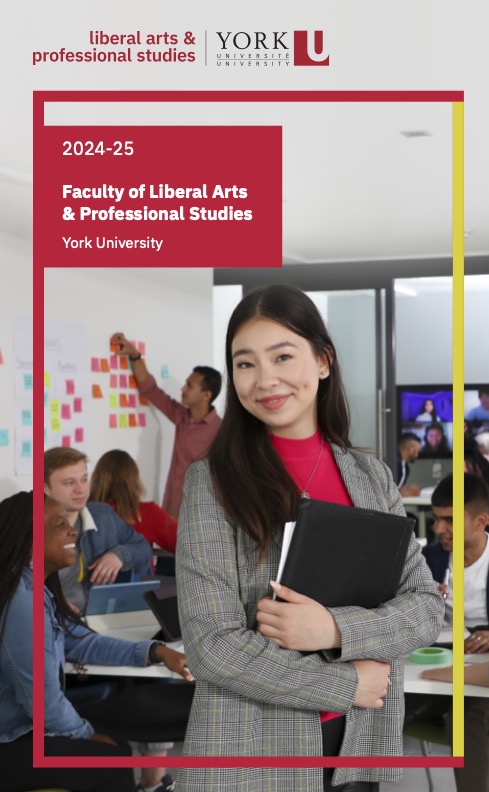 liberal arts &
professional studies
YORK
UNIVERSITÉ
UNIVERSITY
2024-25
Faculty of Liberal Arts
& Professional Studies
York University